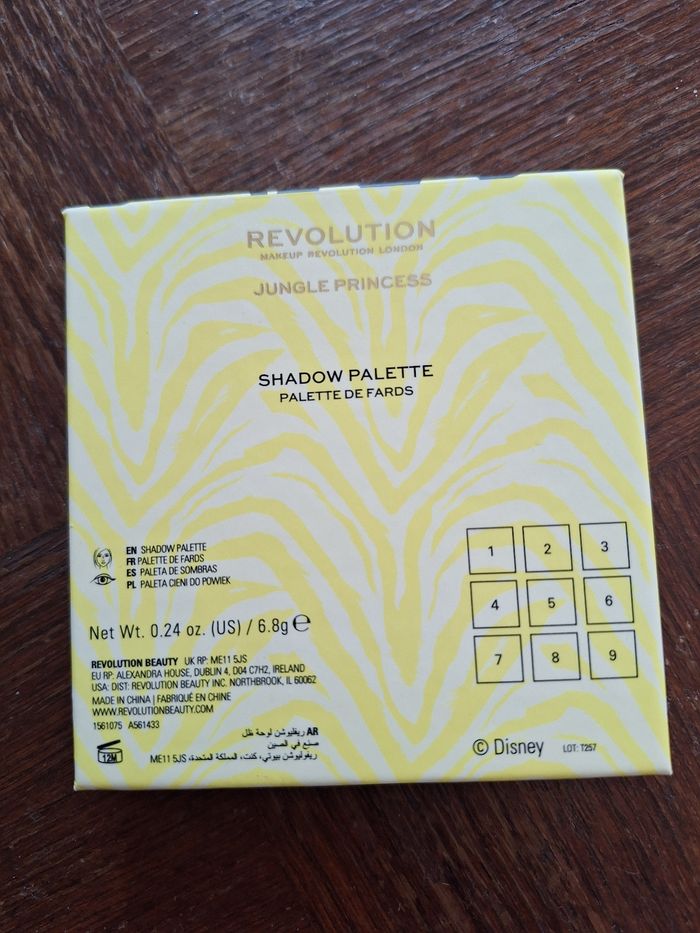 REVOLUTION
MAKEUP REVOLUTION LONDON
JUNGLE PRINCESS
SHADOW PALETTE
PALETTE DE FARDS
EN SHADOW PALETTE
FR PALETTE DE FARDS
ES PALETA DE SOMBRAS
PL PALETA CIENI DO POWIEK
Net Wt. 0.24 oz. (US) / 6.8g℮
REVOLUTION BEAUTY UK RP: ME11 5JS
EU RP: ALEXANDRA HOUSE, DUBLIN 4, D04 C7H2, IRELAND
USA: DIST: REVOLUTION BEAUTY INC. NORTHBROOK, IL 60062
MADE IN CHINA | FABRIQUÉ EN CHINE
WWW.REVOLUTIONBEAUTY.COM
1561075 A561433
12M
AR ريفليوشن لوحة ظل
صنع في الصين
ريفوليوشن بيوتي، كنت، المملكة المتحدة، ME11 5JS
1 2 3
4 5 6
7 8 9
© Disney
LOT: T257